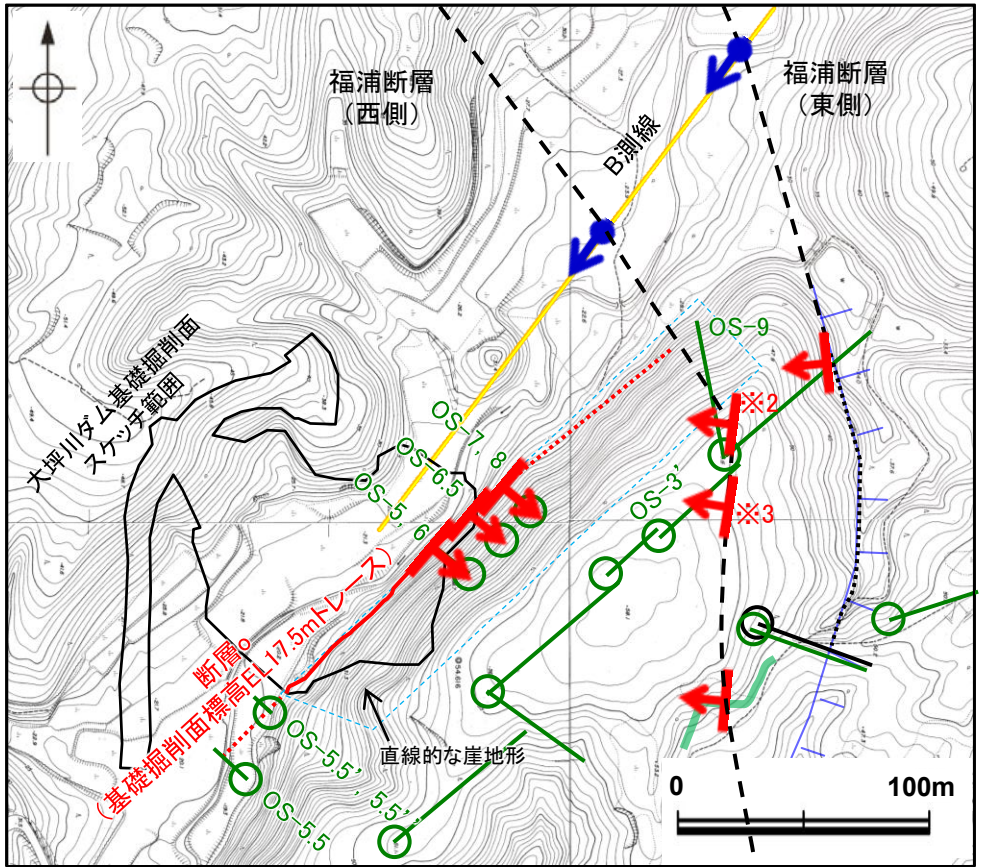 福浦断層
（西側）
福浦断層
（東側）
B測線
大坪川ダム基礎掘削面
スケッチ範囲
OS-9
※2
OS-7, 8
OS-6.5
OS-5, 6
OS-3'
※3
断層o
（基礎掘削面標高EL17.5mトレース）
直線的な崖地形
OS-5.5', 5.5''
OS-5.5
0
100m